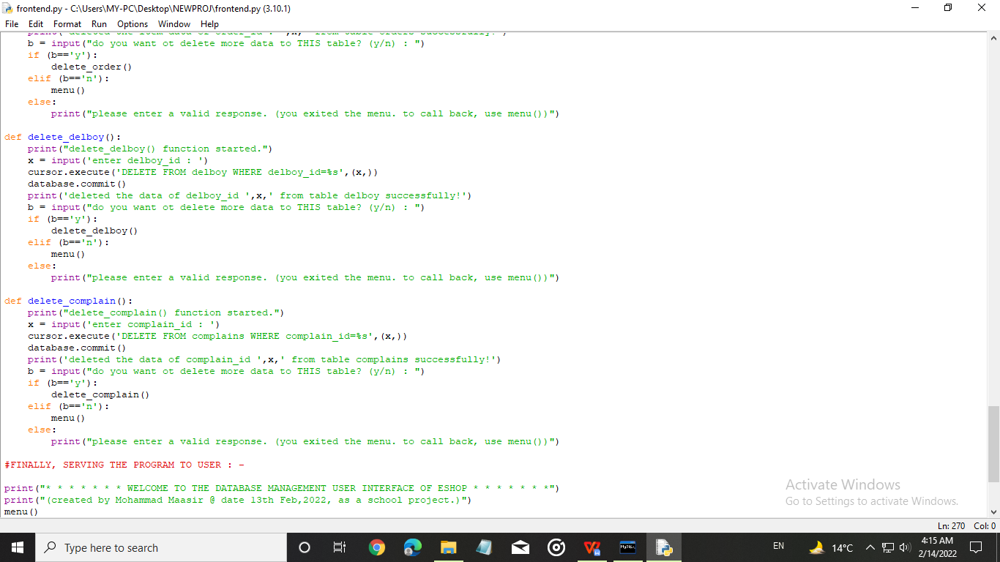 frontend.py - C:\Users\MY-PC\Desktop\NEWPROJ\frontend.py (3.10.1)
File Edit Format Run Options Window Help
print('deleted the item data of order_id : ',x,' from table orders successfully!')
    b = input("do you want ot delete more data to THIS table? (y/n) : ")
    if (b=='y'):
        delete_order()
    elif (b=='n'):
        menu()
    else:
        print("please enter a valid response. (you exited the menu. to call back, use menu())")
def delete_delboy():
    print("delete_delboy() function started.")
    x = input('enter delboy_id : ')
    cursor.execute('DELETE FROM delboy WHERE delboy_id=%s',(x,))
    database.commit()
    print('deleted the data of delboy_id ',x,' from table delboy successfully!')
    b = input("do you want ot delete more data to THIS table? (y/n) : ")
    if (b=='y'):
        delete_delboy()
    elif (b=='n'):
        menu()
    else:
        print("please enter a valid response. (you exited the menu. to call back, use menu())")
def delete_complain():
    print("delete_complain() function started.")
    x = input('enter complain_id : ')
    cursor.execute('DELETE FROM complains WHERE complain_id=%s',(x,))
    database.commit()
    print('deleted the data of complain_id ',x,' from table complains successfully!')
    b = input("do you want ot delete more data to THIS table? (y/n) : ")
    if (b=='y'):
        delete_complain()
    elif (b=='n'):
        menu()
    else:
        print("please enter a valid response. (you exited the menu. to call back, use menu())")
#FINALLY, SERVING THE PROGRAM TO USER : -
print("* * * * * * * WELCOME TO THE DATABASE MANAGEMENT USER INTERFACE OF ESHOP * * * * * * *")
print("(created by Mohammad Maasir @ date 13th Feb,2022, as a school project.)")
menu()
Activate Windows
Go to Settings to activate Windows.
Ln: 270 Col: 0
Type here to search
EN
14°C
4:15 AM
2/14/2022